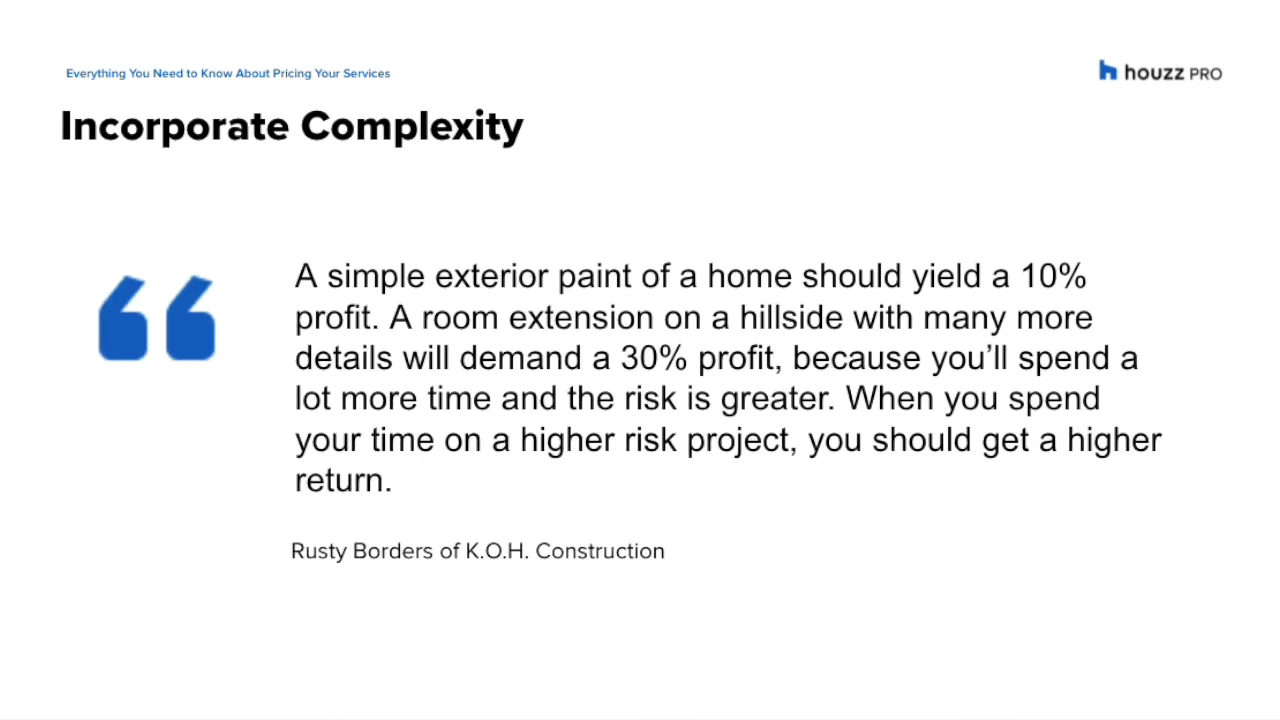 Everything You Need to Know About Pricing Your Services
houzz PRO
Incorporate Complexity
A simple exterior paint of a home should yield a 10%
profit. A room extension on a hillside with many more
details will demand a 30% profit, because you’ll spend a
lot more time and the risk is greater. When you spend
your time on a higher risk project, you should get a higher
return.
Rusty Borders of K.O.H. Construction